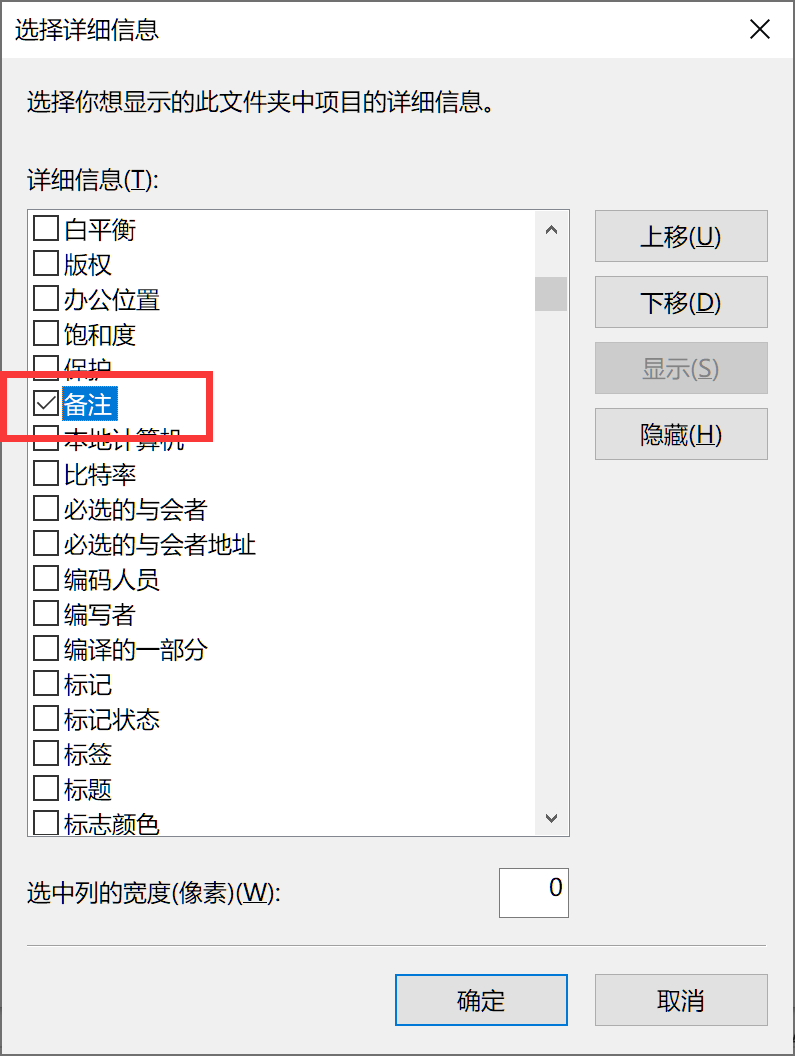 选择详细信息
选择你想显示的此文件夹中项目的详细信息。
详细信息(T):
白平衡
版权
办公位置
饱和度
保护
备注
本地计算机
比特率
必选的与会者
必选的与会者地址
编码人员
编写者
编译的一部分
标记
标记状态
标签
标题
标志颜色
上移(U)
下移(D)
显示(S)
隐藏(H)
选中列的宽度(像素)(W): 0
确定 取消